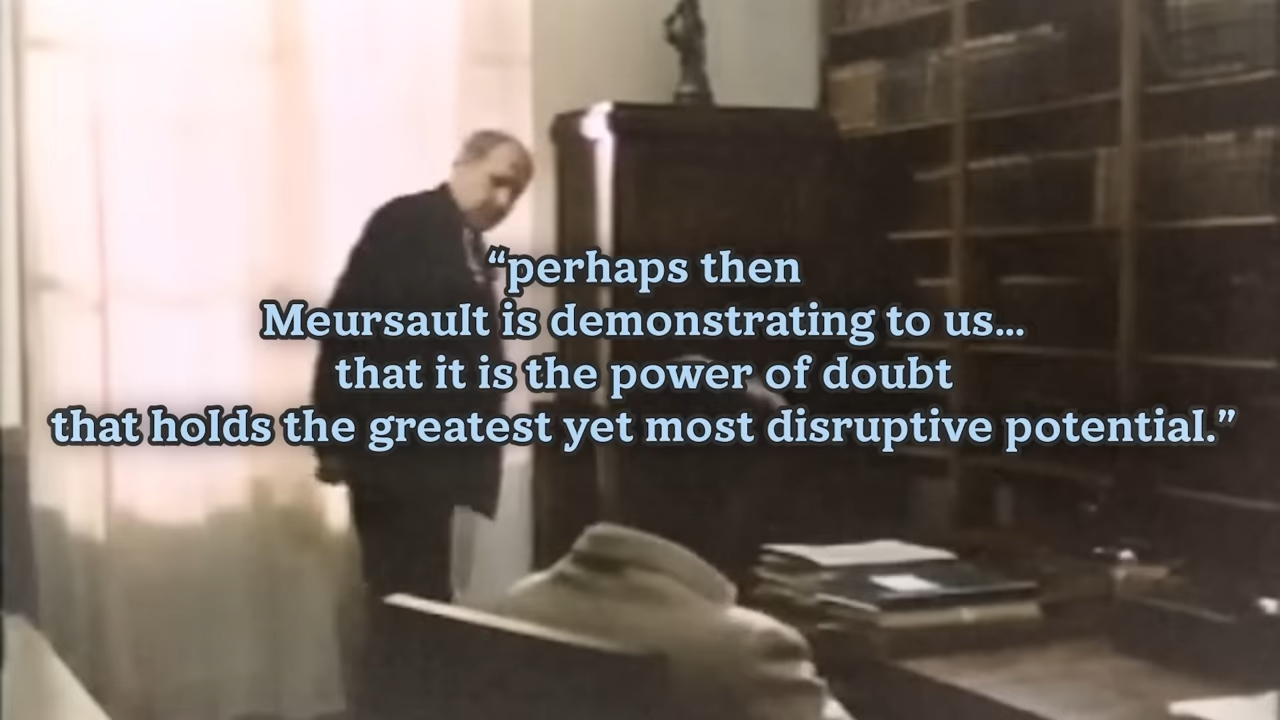 “perhaps then
Meursault is demonstrating to us...
that it is the power of doubt
that holds the greatest yet most disruptive potential.”